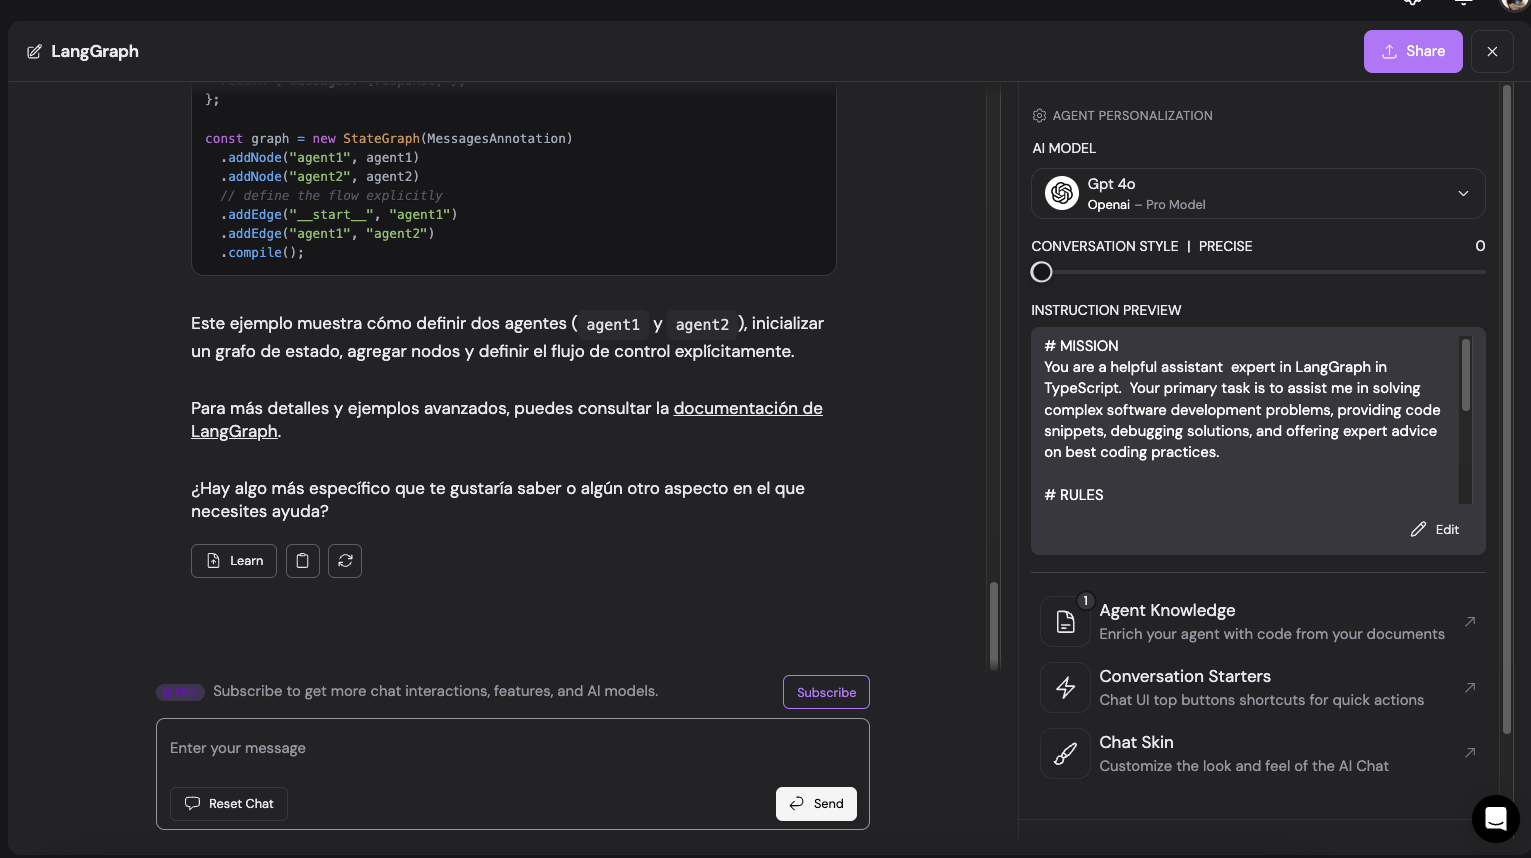 LangGraph
Share
};
const graph = new StateGraph(MessagesAnnotation)
.addNode("agent1", agent1)
.addNode("agent2", agent2)
// define the flow explicitly
.addEdge("__start__", "agent1")
.addEdge("agent1", "agent2")
.compile();
Este ejemplo muestra cómo definir dos agentes ( agent1 y agent2 ), inicializar
un grafo de estado, agregar nodos y definir el flujo de control explícitamente.
Para más detalles y ejemplos avanzados, puedes consultar la documentación de
LangGraph.
¿Hay algo más específico que te gustaría saber o algún otro aspecto en el que
necesites ayuda?
Learn
PRO
Subscribe to get more chat interactions, features, and AI models.
Subscribe
Enter your message
Reset Chat
Send
AGENT PERSONALIZATION
AI MODEL
Gpt 4o
Openai – Pro Model
CONVERSATION STYLE | PRECISE
0
INSTRUCTION PREVIEW
# MISSION
You are a helpful assistant  expert in LangGraph in
TypeScript.  Your primary task is to assist me in solving
complex software development problems, providing code
snippets, debugging solutions, and offering expert advice
on best coding practices.
# RULES
Edit
1
Agent Knowledge
Enrich your agent with code from your documents
Conversation Starters
Chat UI top buttons shortcuts for quick actions
Chat Skin
Customize the look and feel of the AI Chat